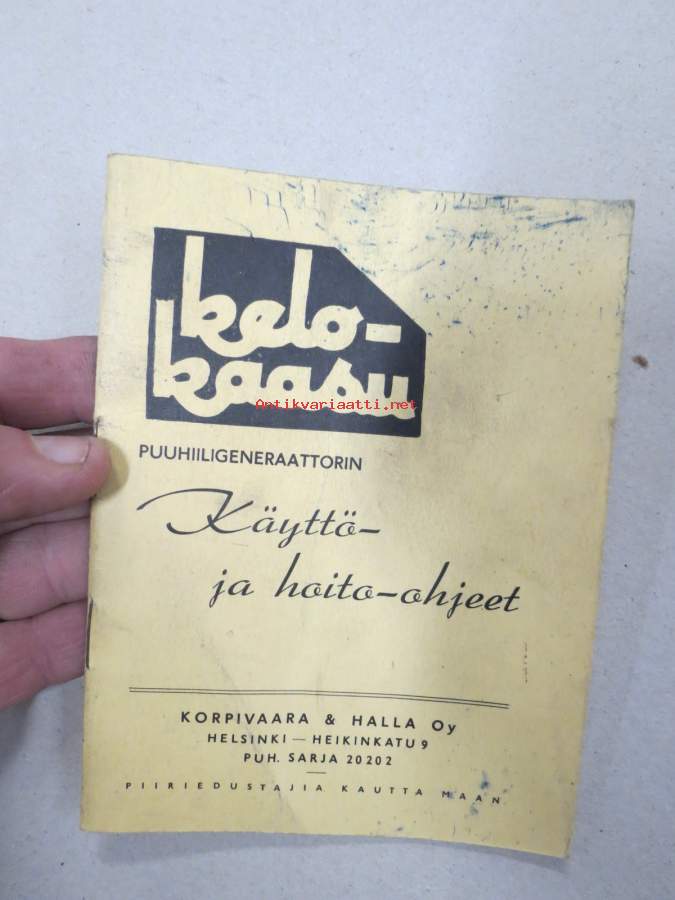 kelo-
kaasu
Antikvariaatti.net
PUUHIILIGENERAATTORIN
Käyttö-
ja hoito-ohjeet
KORPIVAARA & HALLA Oy
HELSINKI — HEIKINKATU 9
PUH. SARJA 20202
PIIRIEDUSTAJIA KAUTTA MAAN